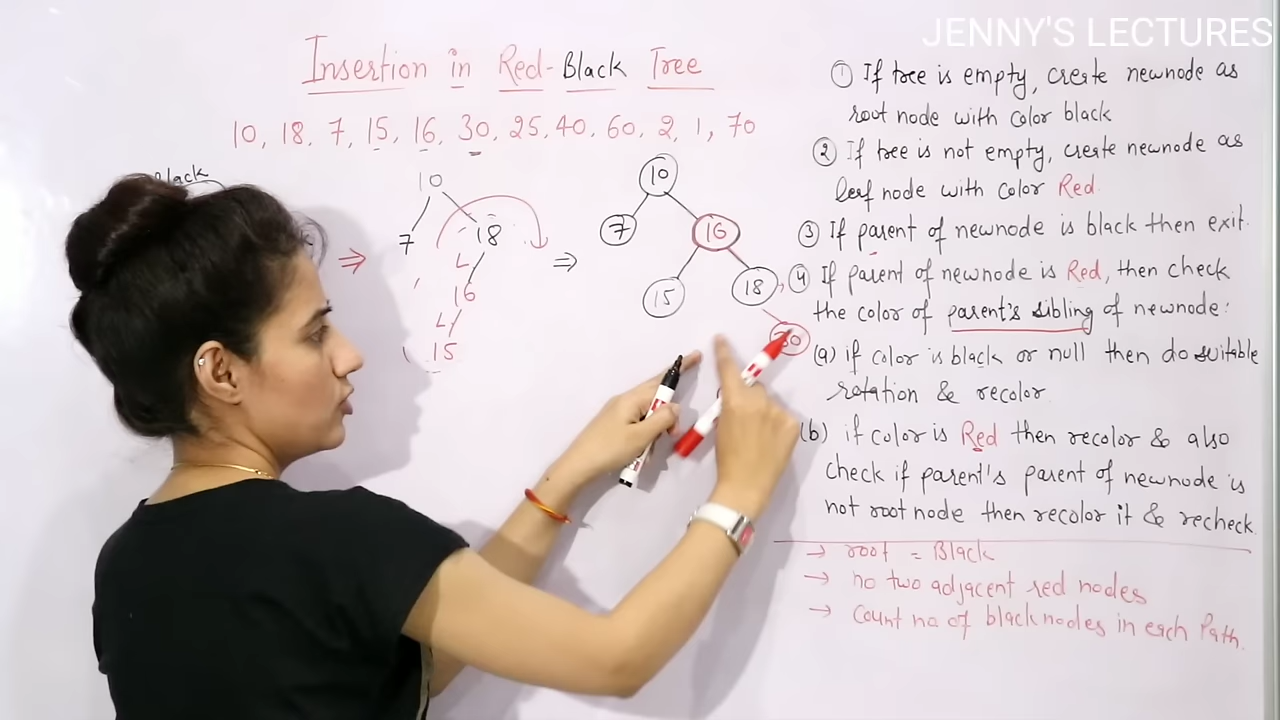 JENNY'S LECTURES
Insertion in Red-Black Tree
10, 18, 7, 15, 16, 30, 25, 40, 60, 2, 1, 70
Black
10
7
18
L
16
L
15
⇒
⇒
10
7
16
15
18
30
① If tree is empty, create newnode as
root node with color black
② If tree is not empty, create newnode as
leaf node with color Red.
③ If parent of newnode is black then exit.
④ If parent of newnode is Red, then check
the color of parent's sibling of newnode:
(a) if color is black or null then do suitable
rotation & recolor
(b) if color is Red then recolor & also
check if parent's parent of newnode is
not root node then recolor it & recheck
→ root = Black
→ no two adjacent red nodes
→ Count no of black nodes in each Path.